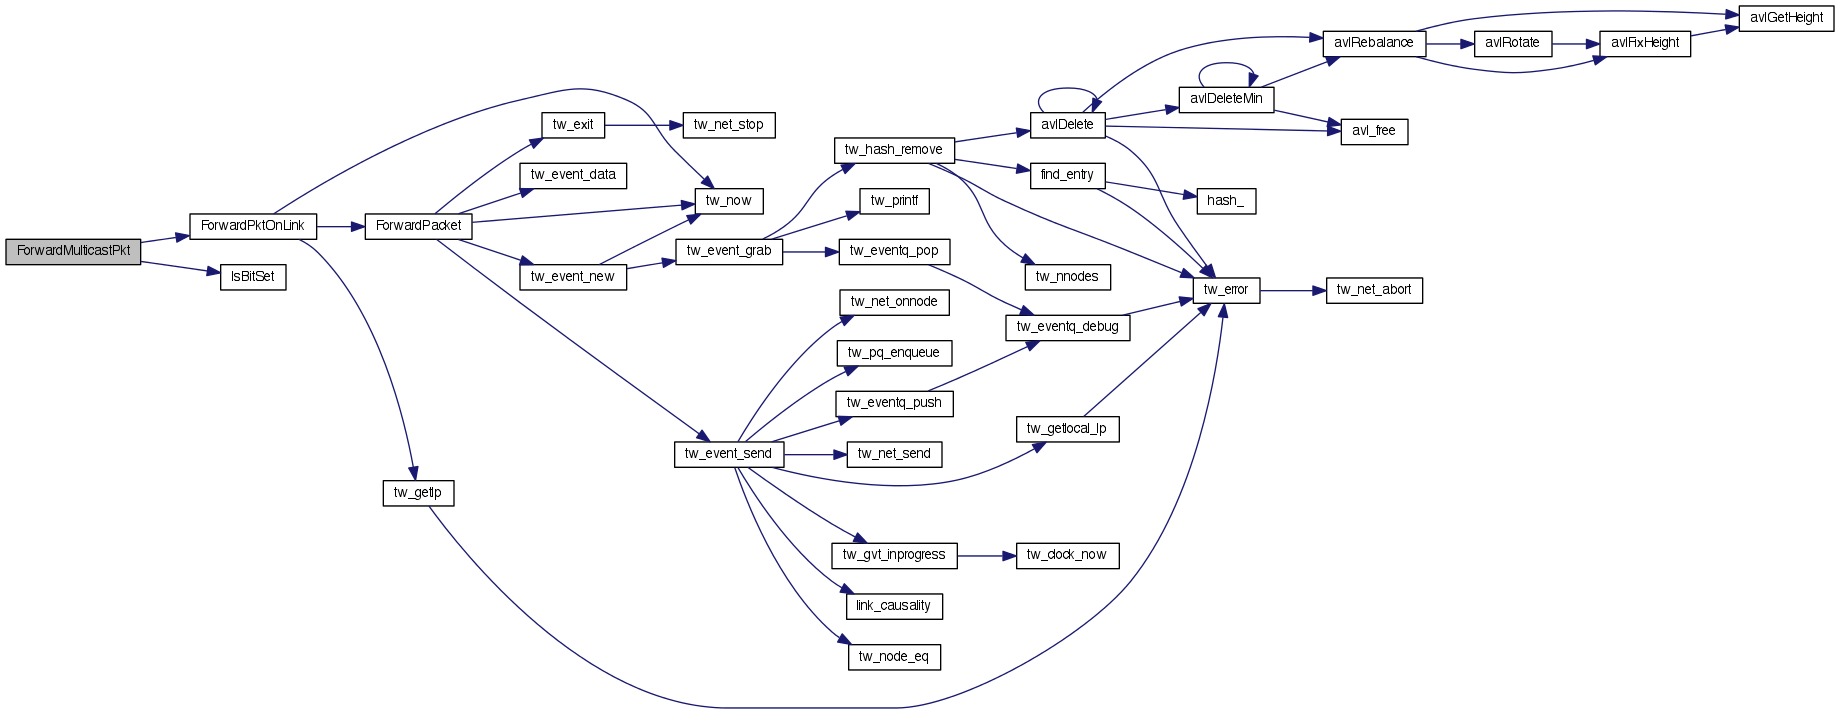 ForwardMulticastPkt
ForwardPktOnLink
IsBitSet
ForwardPacket
tw_getlp
tw_exit
tw_event_data
tw_event_new
tw_net_stop
tw_now
tw_event_grab
tw_event_send
tw_hash_remove
tw_printf
tw_eventq_pop
tw_net_onnode
tw_pq_enqueue
tw_eventq_push
tw_net_send
tw_gvt_inprogress
link_causality
tw_node_eq
avlDelete
find_entry
tw_nnodes
tw_eventq_debug
tw_getlocal_lp
tw_clock_now
avlDeleteMin
hash_
tw_error
avlRebalance
avl_free
tw_net_abort
avlRotate
avlFixHeight
avlGetHeight